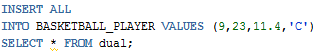 INSERT ALL
INTO BASKETBALL_PLAYER VALUES (9,23,11.4,'C')
SELECT * FROM dual;